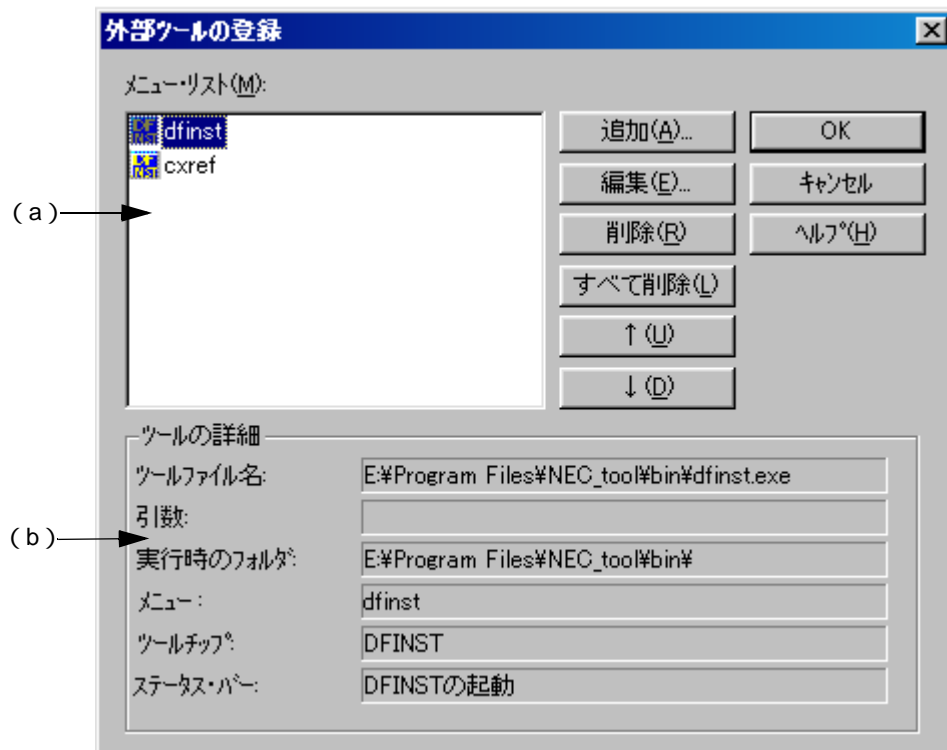 外部ツールの登録
メニュー・リスト(M):
dfinst
cxref
(a)
追加(A)...
OK
編集(E)...
キャンセル
削除(R)
ヘルプ(H)
すべて削除(L)
↑(U)
↓(D)
ツールの詳細
ツールファイル名: E:¥Program Files¥NEC_tool¥bin¥dfinst.exe
引数:
(b)
実行時のフォルダ: E:¥Program Files¥NEC_tool¥bin¥
メニュー: dfinst
ツールチップ: DFINST
ステータス・バー: DFINSTの起動